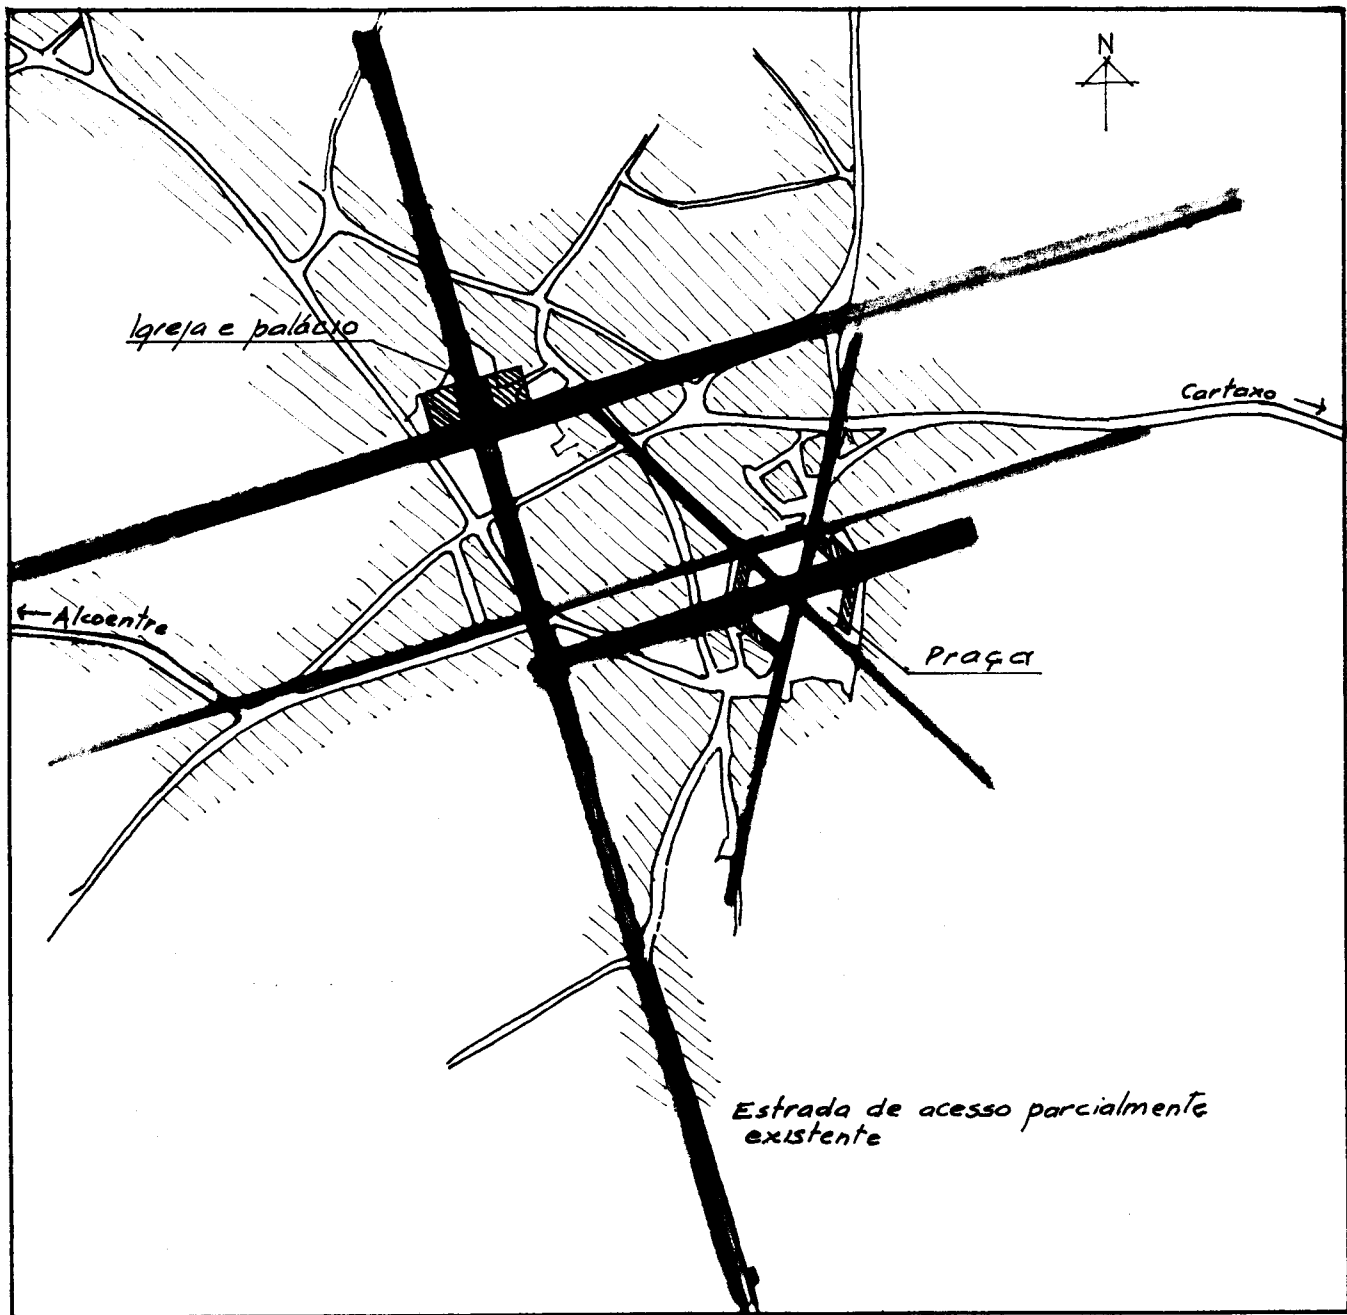 N
Igreja e palácio
Cartaxo →
← Alcoentre
Praça
Estrada de acesso parcialmente
existente